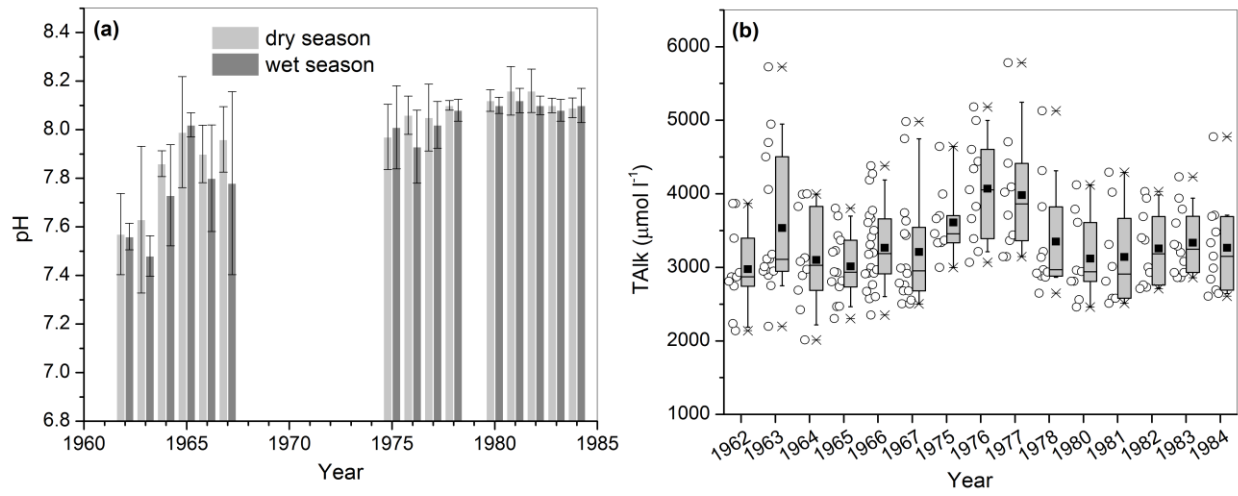 (a)
dry season
wet season
8.4
8.2
8.0
7.8
7.6
7.4
7.2
7.0
6.8
pH
1960 1965 1970 1975 1980 1985
Year
(b)
6000
5000
4000
3000
2000
1000
TAlk (μmol l⁻¹)
1962 1963 1964 1965 1966 1967 1975 1976 1977 1978 1980 1981 1982 1983 1984
Year